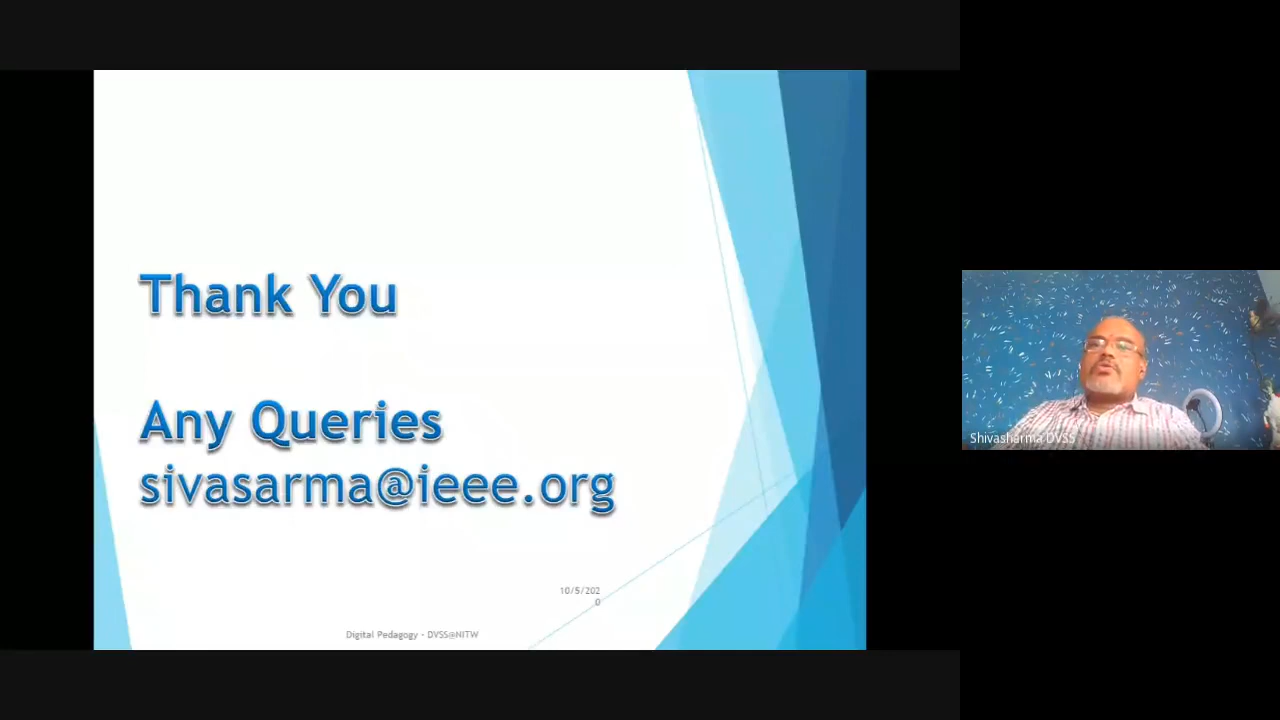 Thank You
Any Queries
sivasarma@ieee.org
10/5/202
0
Digital Pedagogy - DVSS@NITW
Shivasharma DVSS